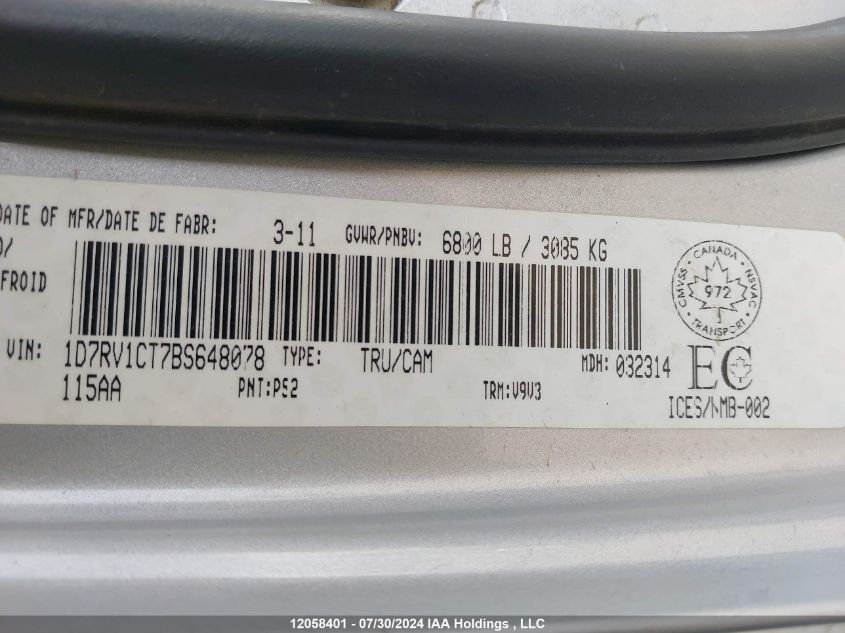 DATE OF MFR/DATE DE FABR: 3-11 GVWR/PNBV: 6800 LB / 3085 KG
FROID
CMVSS • CANADA • NSVAC • TRANSPORT •
972
VIN: 1D7RV1CT7BS648078 TYPE: TRU/CAM MDH: 032314 EC
115AA PNT:PS2 TRM:V9V3 ICES/NMB-002
12058401 - 07/30/2024 IAA Holdings , LLC